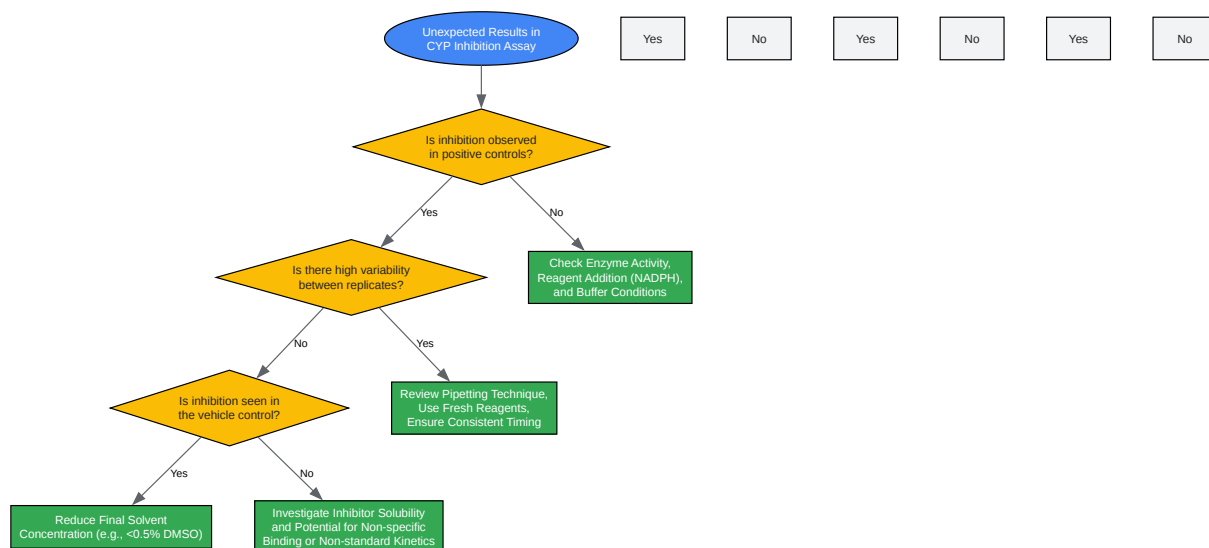 Unexpected Results in
CYP Inhibition Assay
Yes
No
Yes
No
Yes
No
Is inhibition observed
in positive controls?
Yes
No
Is there high variability
between replicates?
Check Enzyme Activity,
Reagent Addition (NADPH),
and Buffer Conditions
No
Yes
Is inhibition seen in
the vehicle control?
Review Pipetting Technique,
Use Fresh Reagents,
Ensure Consistent Timing
Yes
No
Reduce Final Solvent
Concentration (e.g., <0.5% DMSO)
Investigate Inhibitor Solubility
and Potential for Non-specific
Binding or Non-standard Kinetics